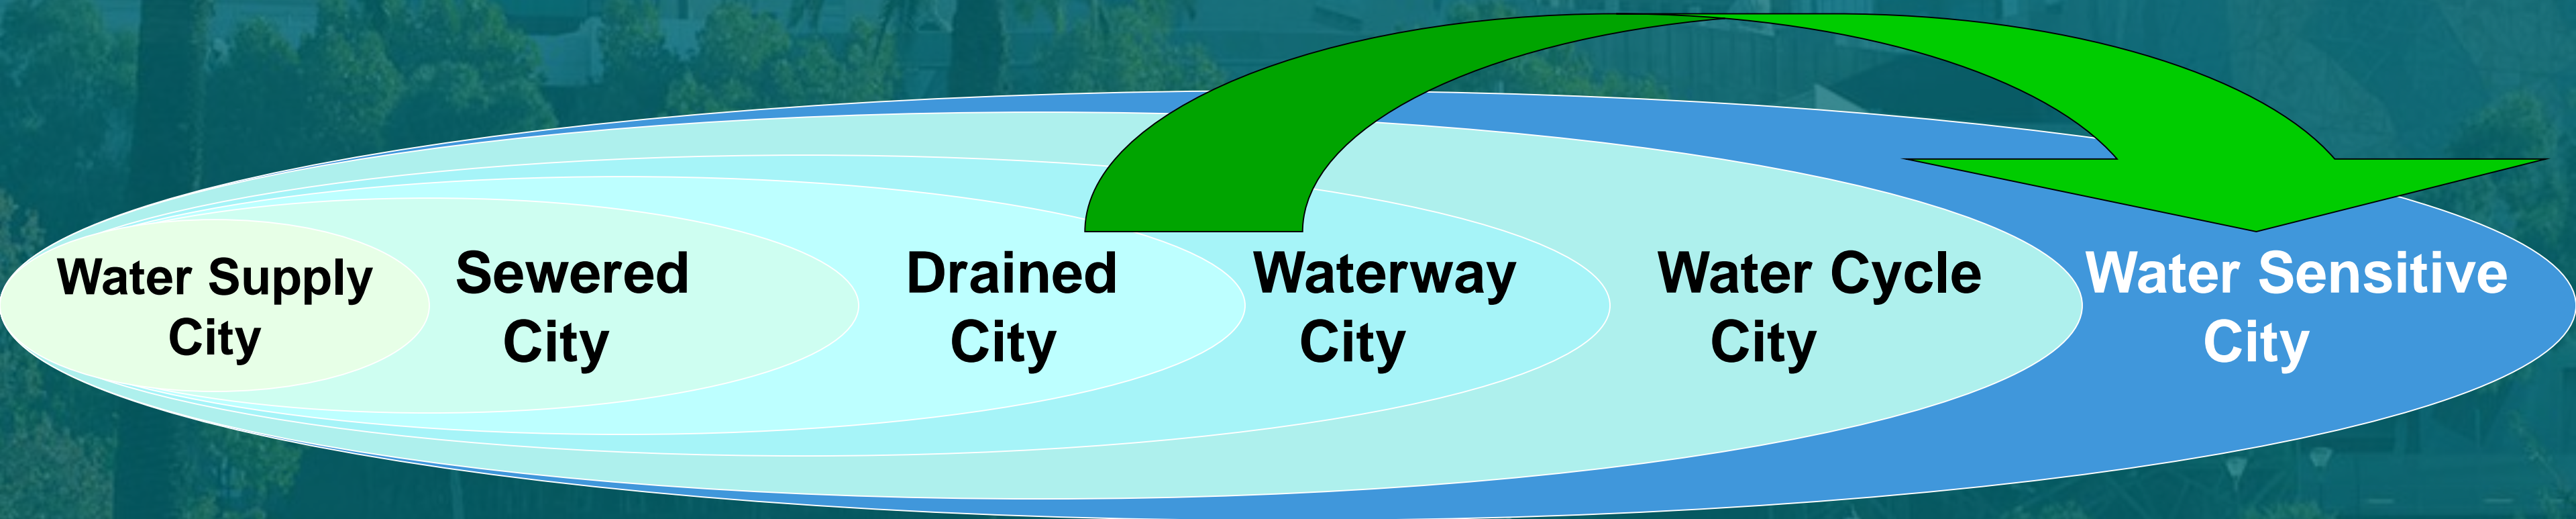 Water Supply
City
Sewered
City
Drained
City
Waterway
City
Water Cycle
City
Water Sensitive
City